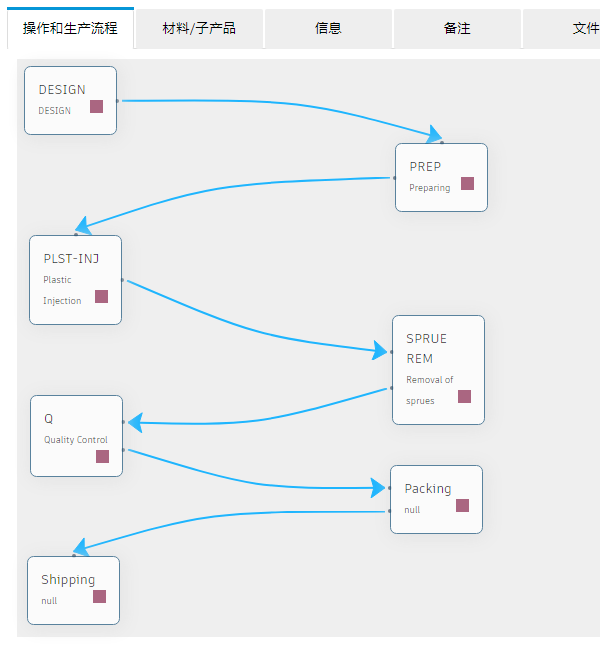 操作和生产流程
材料/子产品
信息
备注
文件
DESIGN
DESIGN
PREP
Preparing
PLST-INJ
Plastic
Injection
SPRUE
REM
Removal of
sprues
Q
Quality Control
Packing
null
Shipping
null